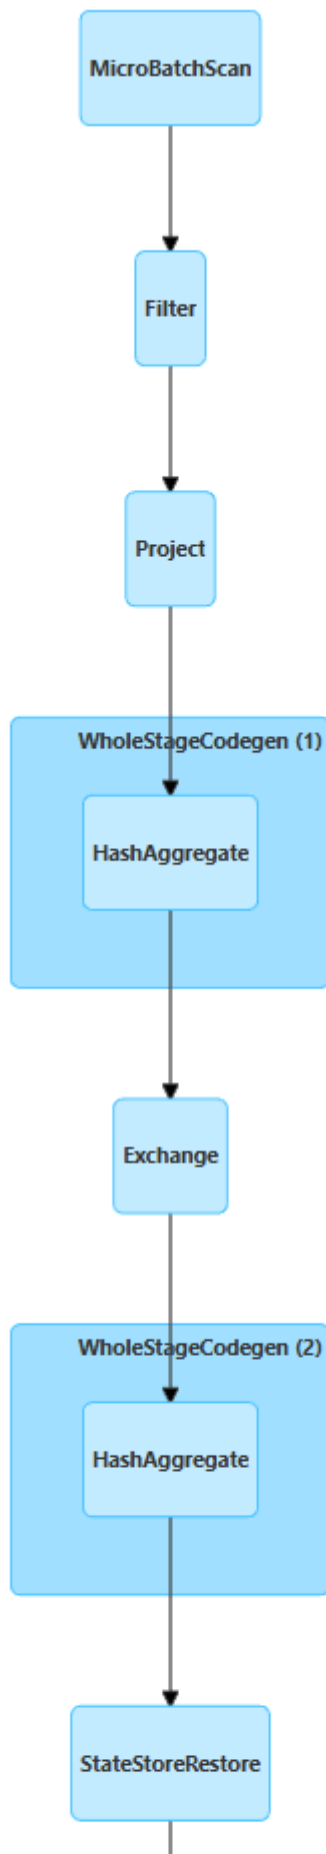 MicroBatchScan
Filter
Project
WholeStageCodegen (1)
HashAggregate
Exchange
WholeStageCodegen (2)
HashAggregate
StateStoreRestore